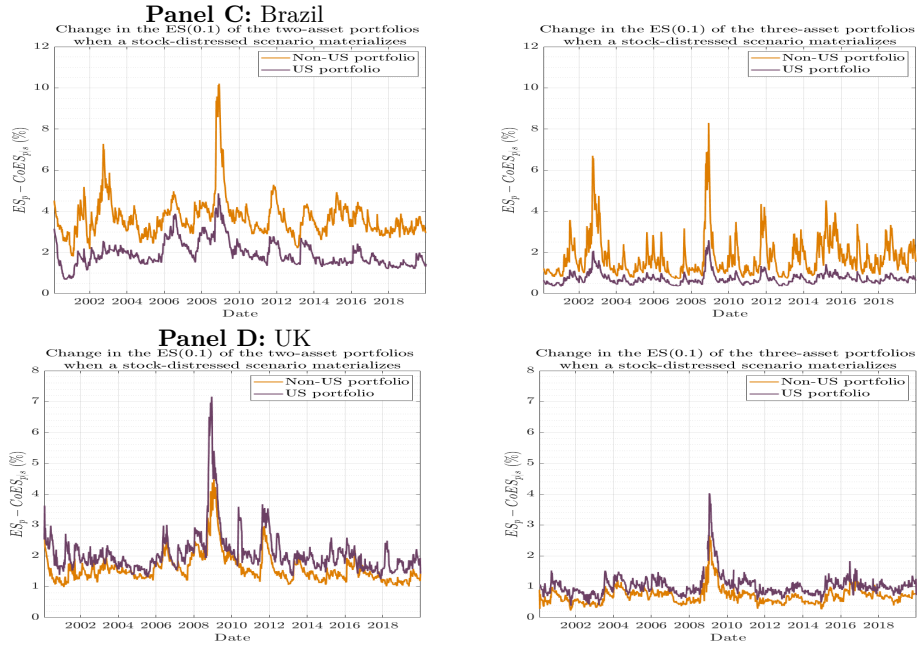 Panel C: Brazil
Change in the ES(0.1) of the two-asset portfolios
when a stock-distressed scenario materializes
12
10
8
6
4
2
0
ES_p − CoES_ps (%)
Non-US portfolio
US portfolio
2002 2004 2006 2008 2010 2012 2014 2016 2018
Date
Change in the ES(0.1) of the three-asset portfolios
when a stock-distressed scenario materializes
12
10
8
6
4
2
0
ES_p − CoES_ps (%)
Non-US portfolio
US portfolio
2002 2004 2006 2008 2010 2012 2014 2016 2018
Date
Panel D: UK
Change in the ES(0.1) of the two-asset portfolios
when a stock-distressed scenario materializes
8
7
6
5
4
3
2
1
0
ES_p − CoES_ps (%)
Non-US portfolio
US portfolio
2002 2004 2006 2008 2010 2012 2014 2016 2018
Date
Change in the ES(0.1) of the three-asset portfolios
when a stock-distressed scenario materializes
8
7
6
5
4
3
2
1
0
ES_p − CoES_ps (%)
Non-US portfolio
US portfolio
2002 2004 2006 2008 2010 2012 2014 2016 2018
Date